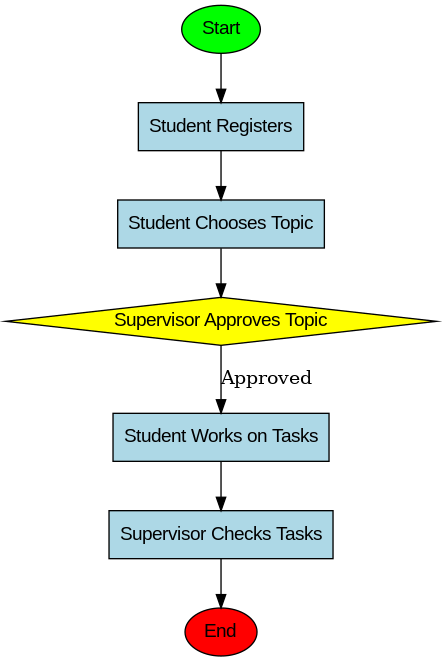 Start
Student Registers
Student Chooses Topic
Supervisor Approves Topic
Approved
Student Works on Tasks
Supervisor Checks Tasks
End